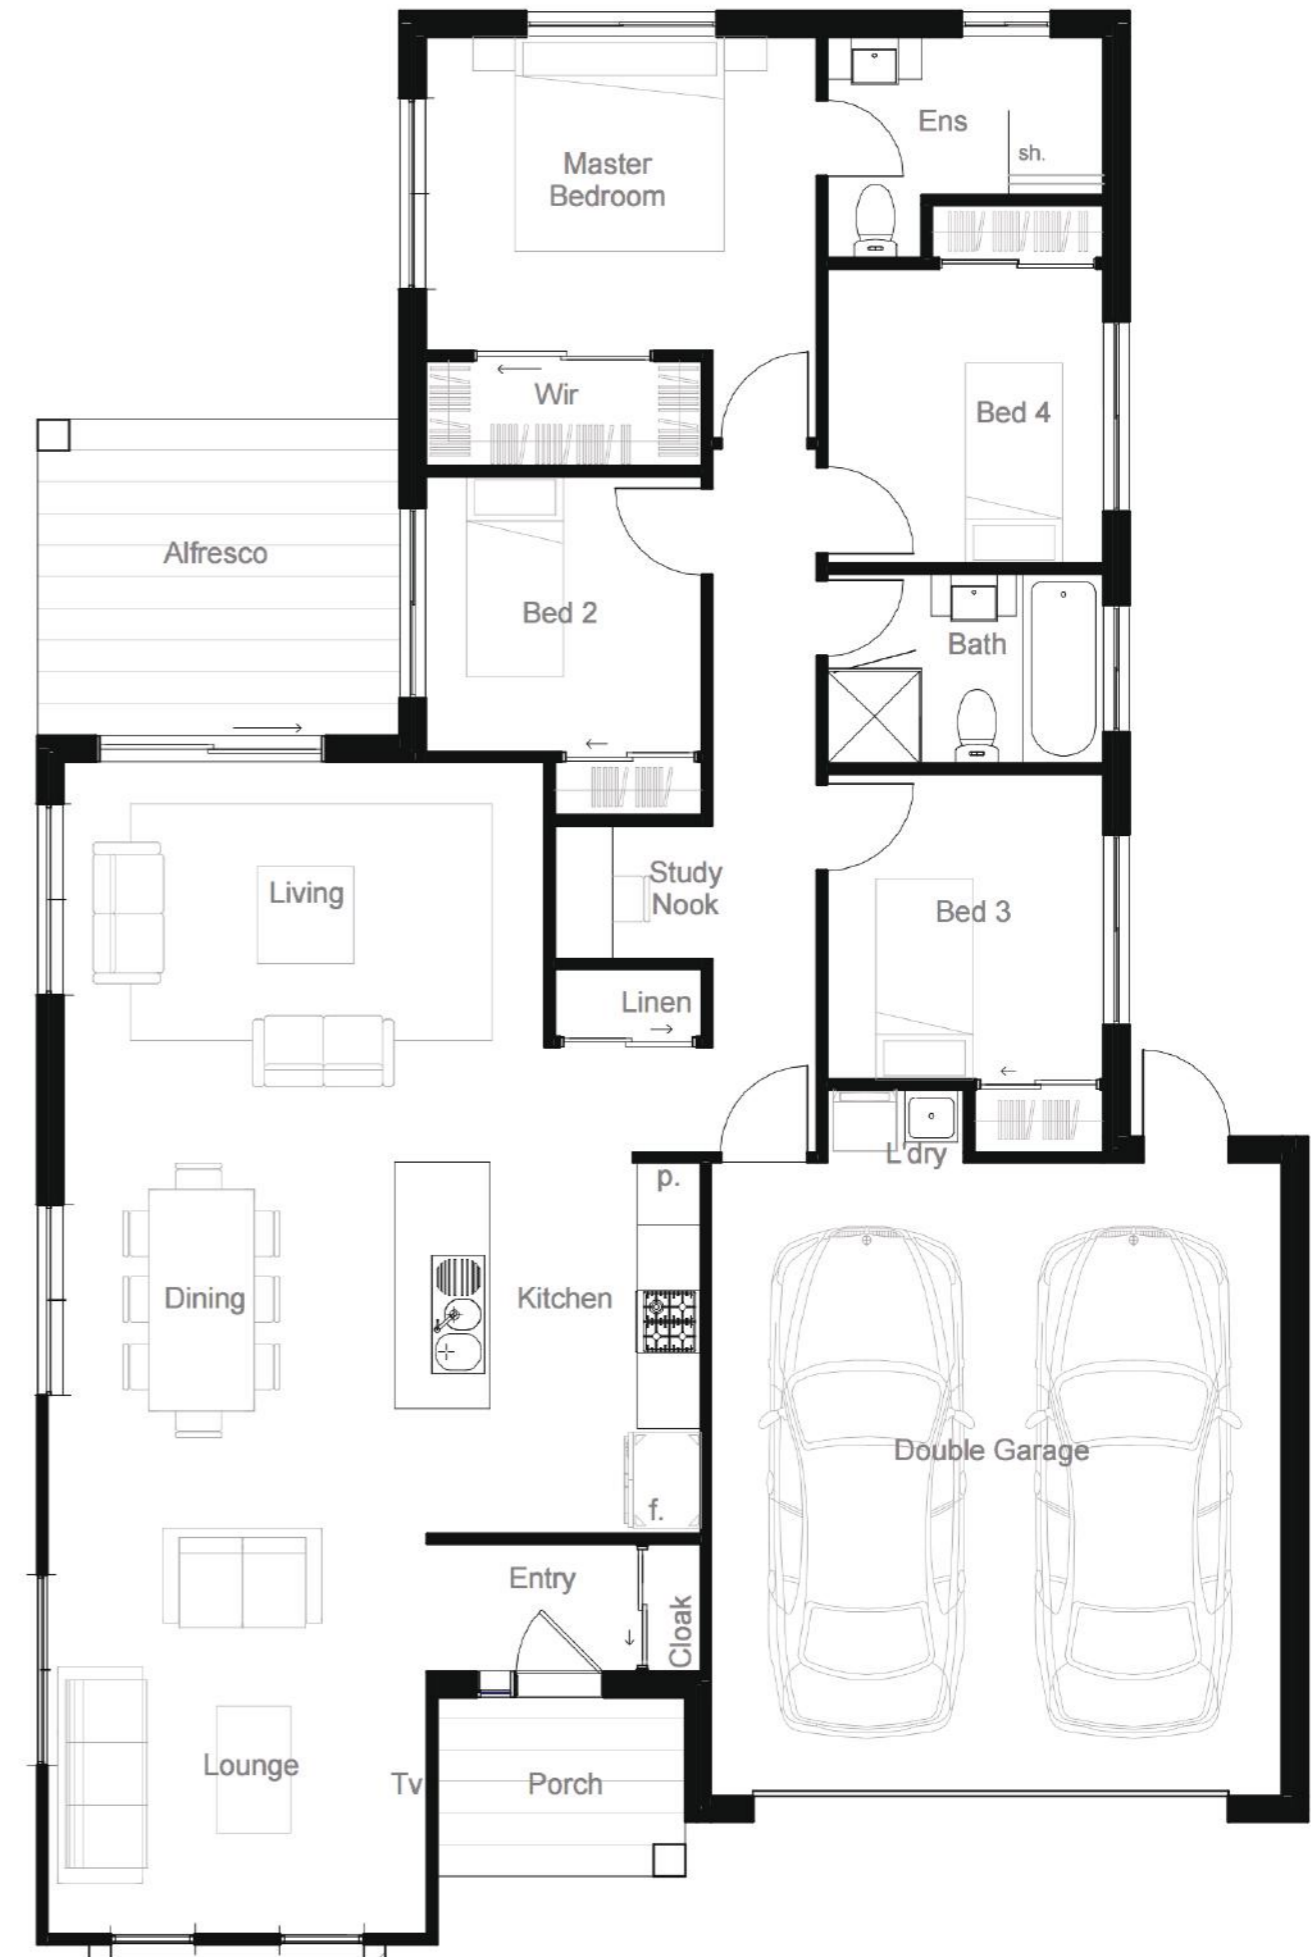 Ens
sh.
Master
Bedroom
Wir
Bed 4
Alfresco
Bed 2
Bath
Study
Nook
Living
Bed 3
Linen
L'dry
p.
Dining
Kitchen
Double Garage
f.
Entry
Cloak
Lounge
Tv
Porch